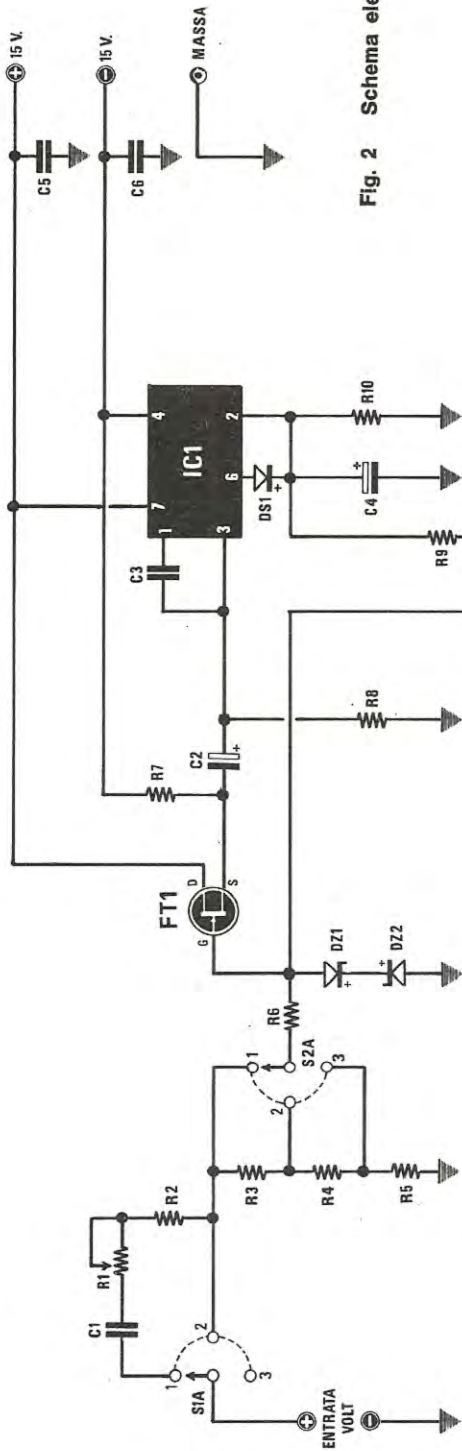 15 V.
15 V.
MASSA
C5
C6
Fig. 2 Schema ele
7
4
1
IC1
3
6
2
C3
DS1
C4
R10
R9
R8
C2
R7
FT1
D
S
G
DZ1
DZ2
R6
S2A
1
2
3
R3
R4
R5
R2
R1
C1
S1A
1
2
3
ENTRATA
VOLT